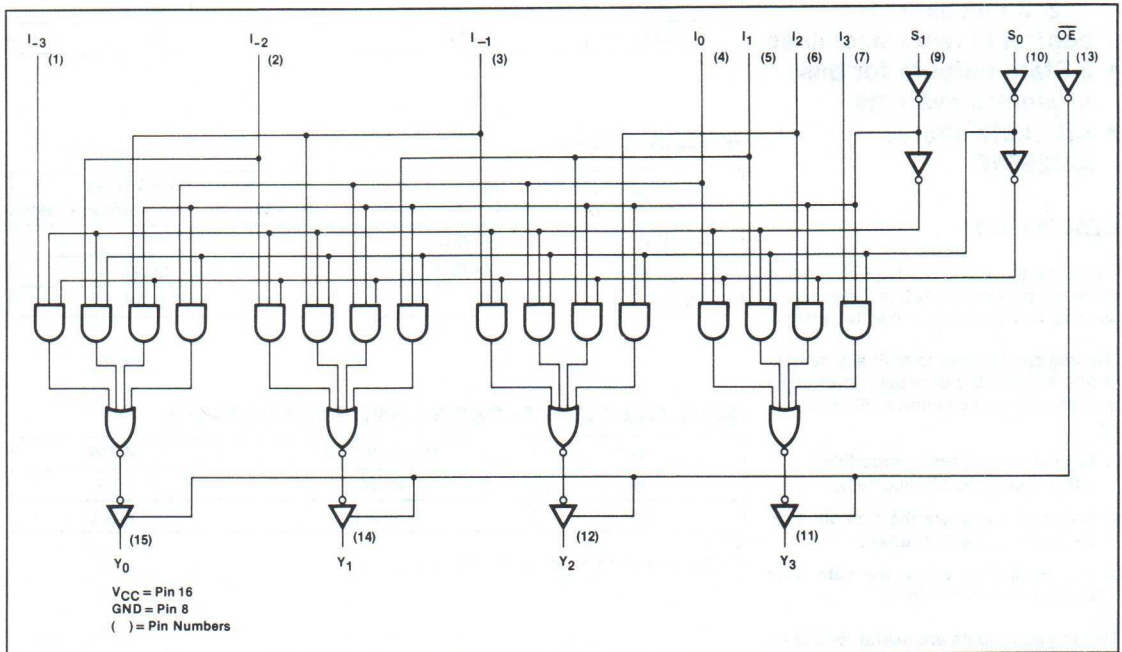 I₋₃ I₋₂ I₋₁ I₀ I₁ I₂ I₃ S₁ S₀ O̅E̅
(1) (2) (3) (4) (5) (6) (7) (9) (10) (13)
(15) (14) (12) (11)
Y₀ Y₁ Y₂ Y₃
VCC = Pin 16
GND = Pin 8
( ) = Pin Numbers